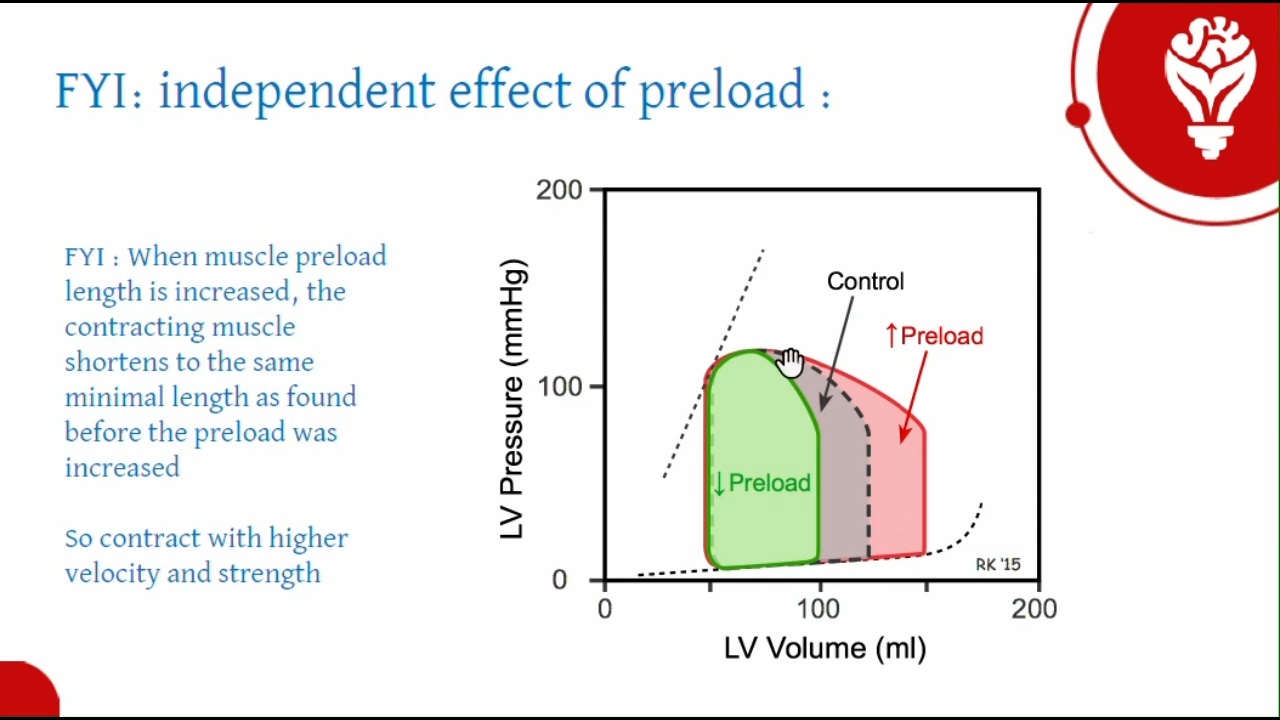 FYI: independent effect of preload :
FYI : When muscle preload
length is increased, the
contracting muscle
shortens to the same
minimal length as found
before the preload was
increased
So contract with higher
velocity and strength
200
100
0
LV Pressure (mmHg)
Control
↑Preload
↓Preload
RK '15
0
100
200
LV Volume (ml)